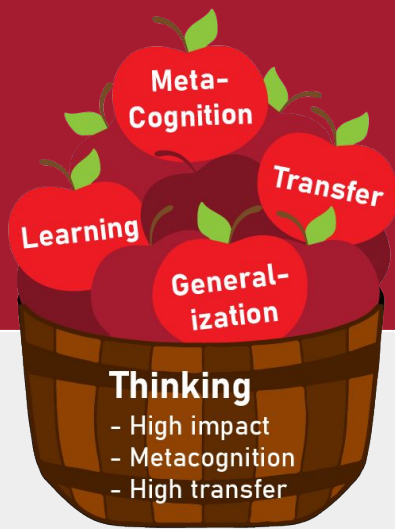 Meta-
Cognition
Transfer
Learning
General-
ization
Thinking
- High impact
- Metacognition
- High transfer